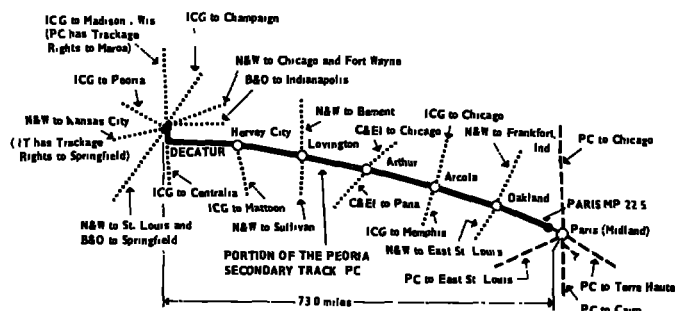 ICG to Madison, Wis
(PC has Trackage
Rights to Maroa)
ICG to Champaign
ICG to Peoria
N&W to Chicago and Fort Wayne
B&O to Indianapolis
N&W to Kansas City
(IT has Trackage
Rights to Springfield)
DECATUR
Hervey City
N&W to Bement
Lovington
C&EI to Chicago
Arthur
ICG to Chicago
Arcola
N&W to Frankfort,
Ind
Oakland
PC to Chicago
PARIS MP 22 S
Paris (Midland)
ICG to Centralia
ICG to Mattoon
N&W to Sullivan
C&EI to Pana
ICG to Memphis
N&W to East St Louis
N&W to St. Louis and
B&O to Springfield
PORTION OF THE PEORIA
SECONDARY TRACK PC
PC to East St Louis
PC to Terre Haute
PC to Cairo
73.0 miles